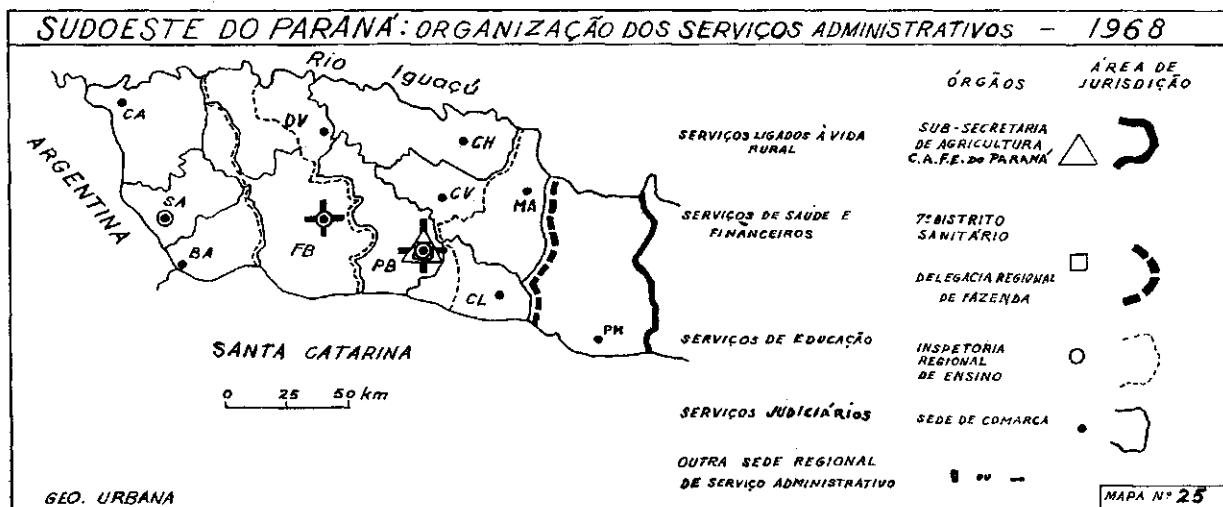 SUDOESTE DO PARANÁ: ORGANIZAÇÃO DOS SERVIÇOS ADMINISTRATIVOS - 1968
Rio Iguaçú
ARGENTINA
CA
DV
CH
SA
CV
MA
BA
FB
PB
CL
PM
SANTA CATARINA
0 25 50 km
GEO. URBANA
ÓRGÃOS
ÁREA DE
JURISDIÇÃO
SERVIÇOS LIGADOS À VIDA
RURAL
SUB-SECRETARIA
DE AGRICULTURA
C.A.F.E. DO PARANÁ
SERVIÇOS DE SAÚDE E
FINANCEIROS
7º DISTRITO
SANITÁRIO
DELEGACIA REGIONAL
DE FAZENDA
SERVIÇOS DE EDUCAÇÃO
INSPETORIA
REGIONAL
DE ENSINO
SERVIÇOS JUDICIÁRIOS
SEDE DE COMARCA
OUTRA SEDE REGIONAL
DE SERVIÇO ADMINISTRATIVO
OU
MAPA Nº 25